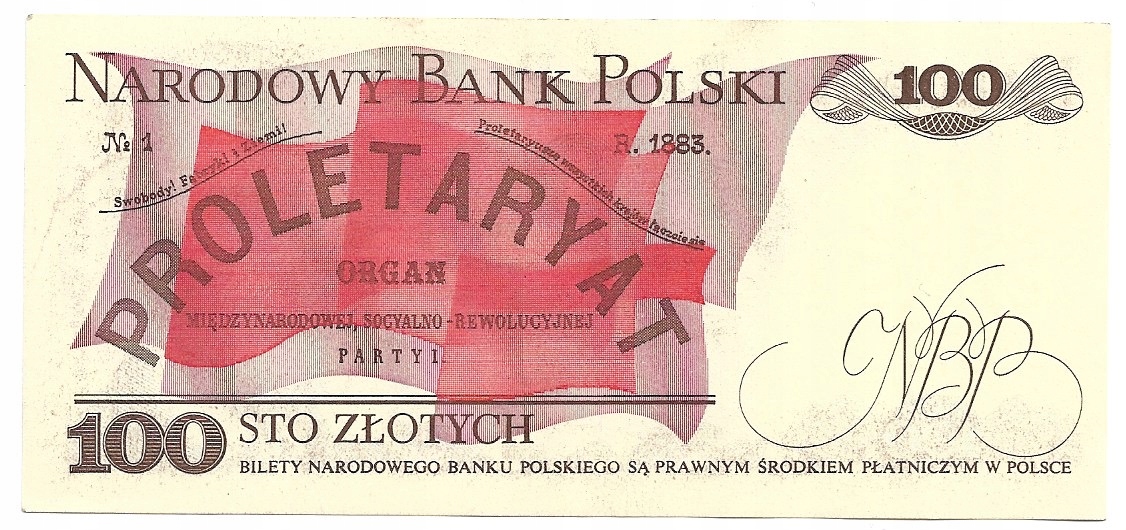 NARODOWY BANK POLSKI
100
№ 1
R. 1883.
Swobody! Fabryki i Ziemi!
Proletaryusze wszystkich krajów łączcie się
PROLETARYAT
ORGAN
MIĘDZYNARODOWEJ, SOCYALNO-REWOLUCYJNEJ
PARTYI.
NBP
100
STO ZŁOTYCH
BILETY NARODOWEGO BANKU POLSKIEGO SĄ PRAWNYM ŚRODKIEM PŁATNICZYM W POLSCE